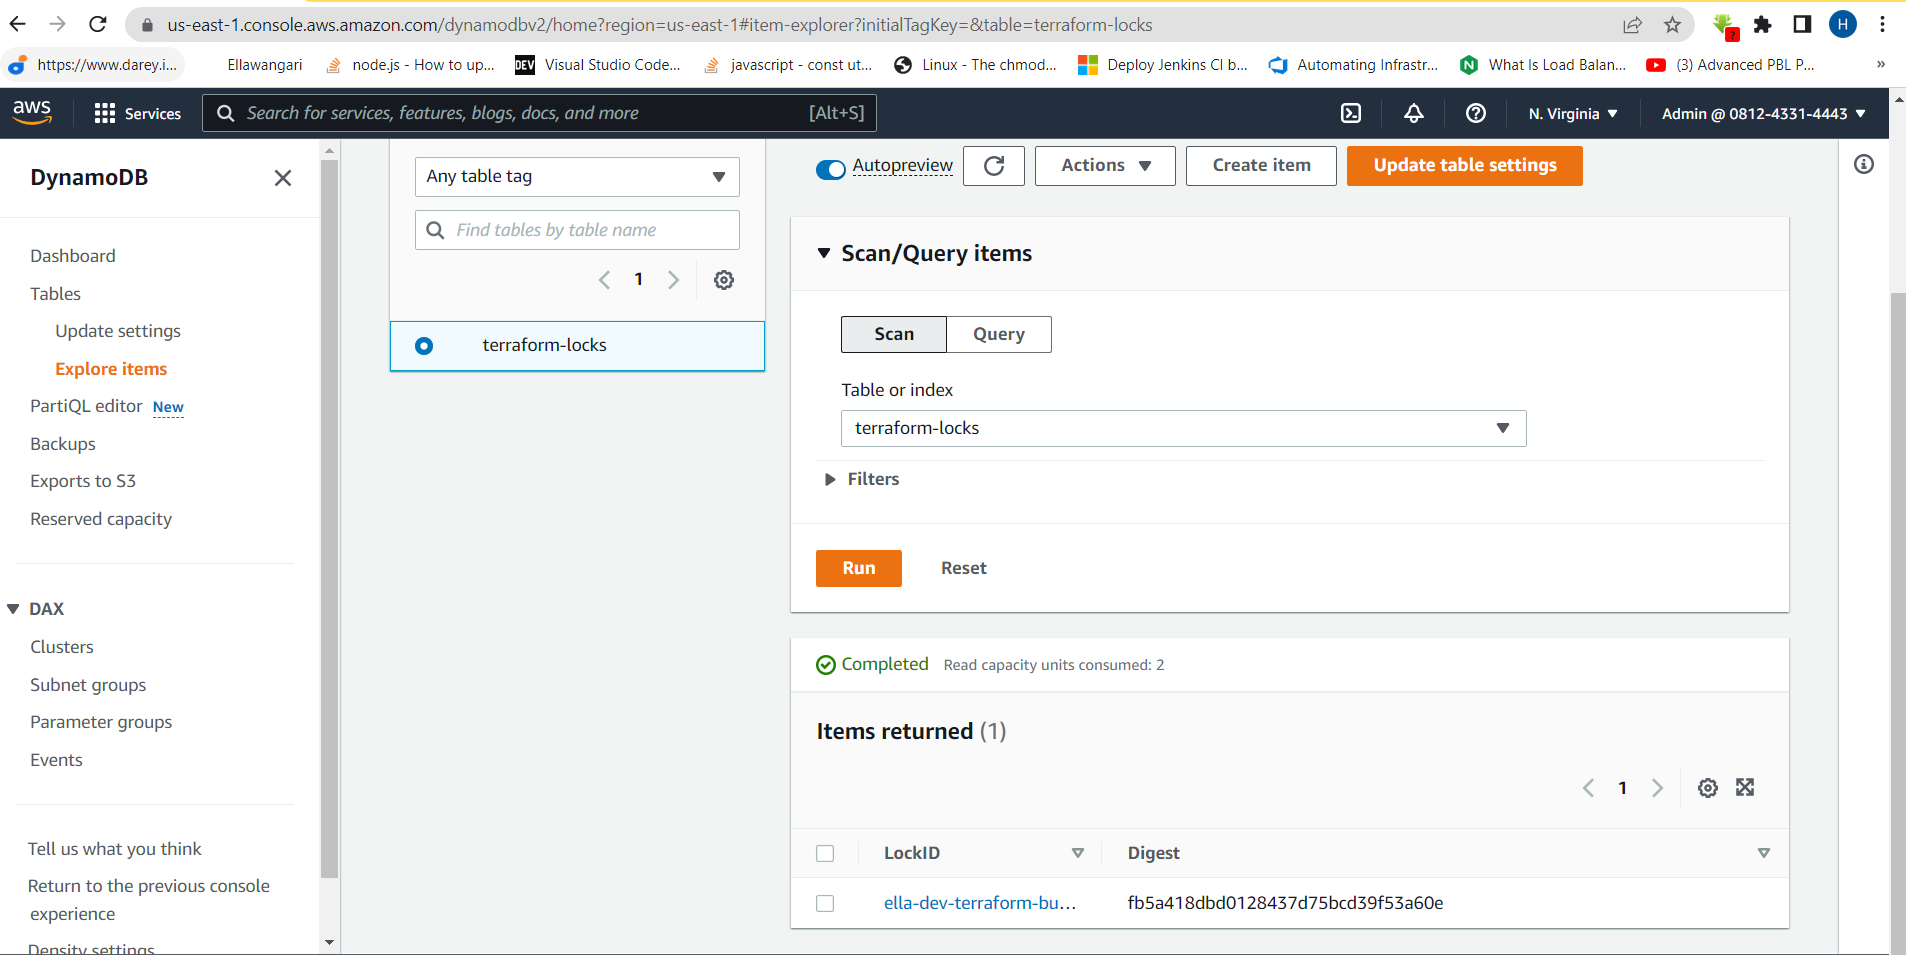 us-east-1.console.aws.amazon.com/dynamodbv2/home?region=us-east-1#item-explorer?initialTagKey=&table=terraform-locks
?
H
https://www.darey.i...
Ellawangari
node.js - How to up...
DEV
Visual Studio Code...
javascript - const ut...
Linux - The chmod...
Deploy Jenkins CI b...
Automating Infrastr...
N
What Is Load Balan...
(3) Advanced PBL P...
»
aws
Services
Search for services, features, blogs, docs, and more
[Alt+S]
N. Virginia
Admin @ 0812-4331-4443
DynamoDB
Dashboard
Tables
Update settings
Explore items
PartiQL editor New
Backups
Exports to S3
Reserved capacity
DAX
Clusters
Subnet groups
Parameter groups
Events
Tell us what you think
Return to the previous console
experience
Density settings
Any table tag
Find tables by table name
1
terraform-locks
Autopreview
Actions
Create item
Update table settings
Scan/Query items
Scan
Query
Table or index
terraform-locks
Filters
Run
Reset
Completed
Read capacity units consumed: 2
Items returned (1)
1
LockID
Digest
ella-dev-terraform-bu...
fb5a418dbd0128437d75bcd39f53a60e